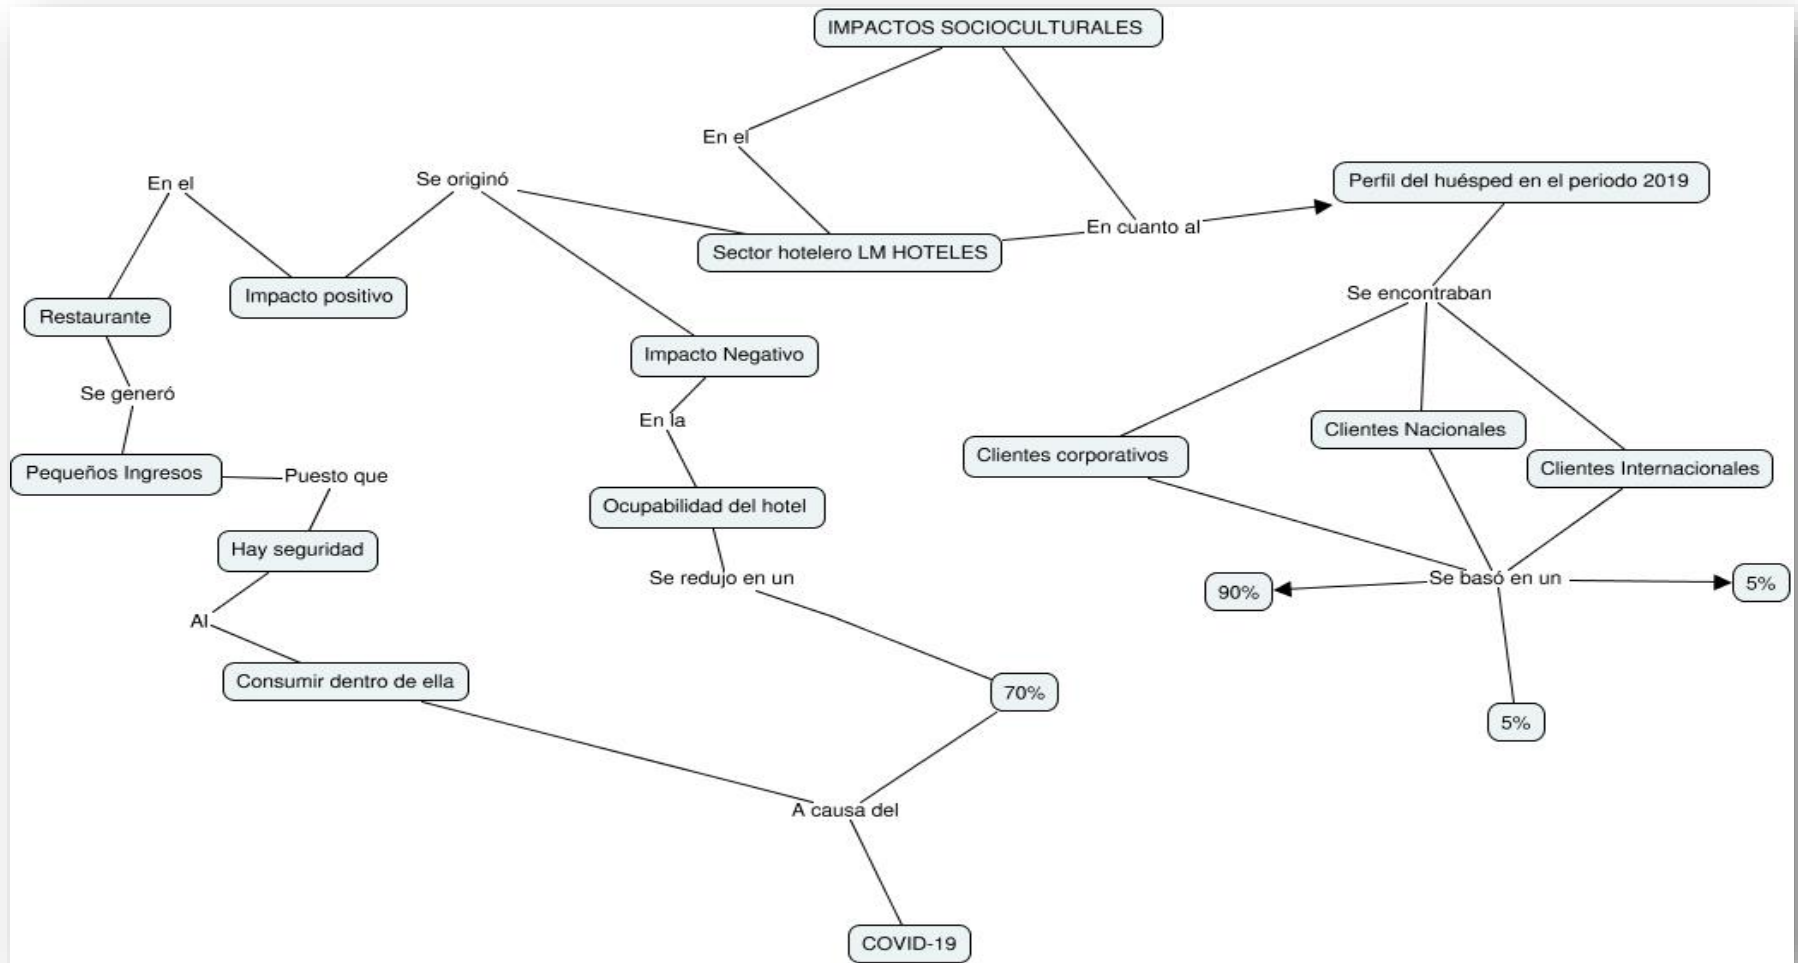 IMPACTOS SOCIOCULTURALES
En el
Se originó
En el
Perfil del huésped en el periodo 2019
En cuanto al
Sector hotelero LM HOTELES
Impacto positivo
Restaurante
Se encontraban
Impacto Negativo
Se generó
En la
Clientes Nacionales
Clientes corporativos
Clientes Internacionales
Pequeños Ingresos
Puesto que
Ocupabilidad del hotel
Hay seguridad
Se redujo en un
Se basó en un
90%
5%
Al
Consumir dentro de ella
70%
5%
A causa del
COVID-19